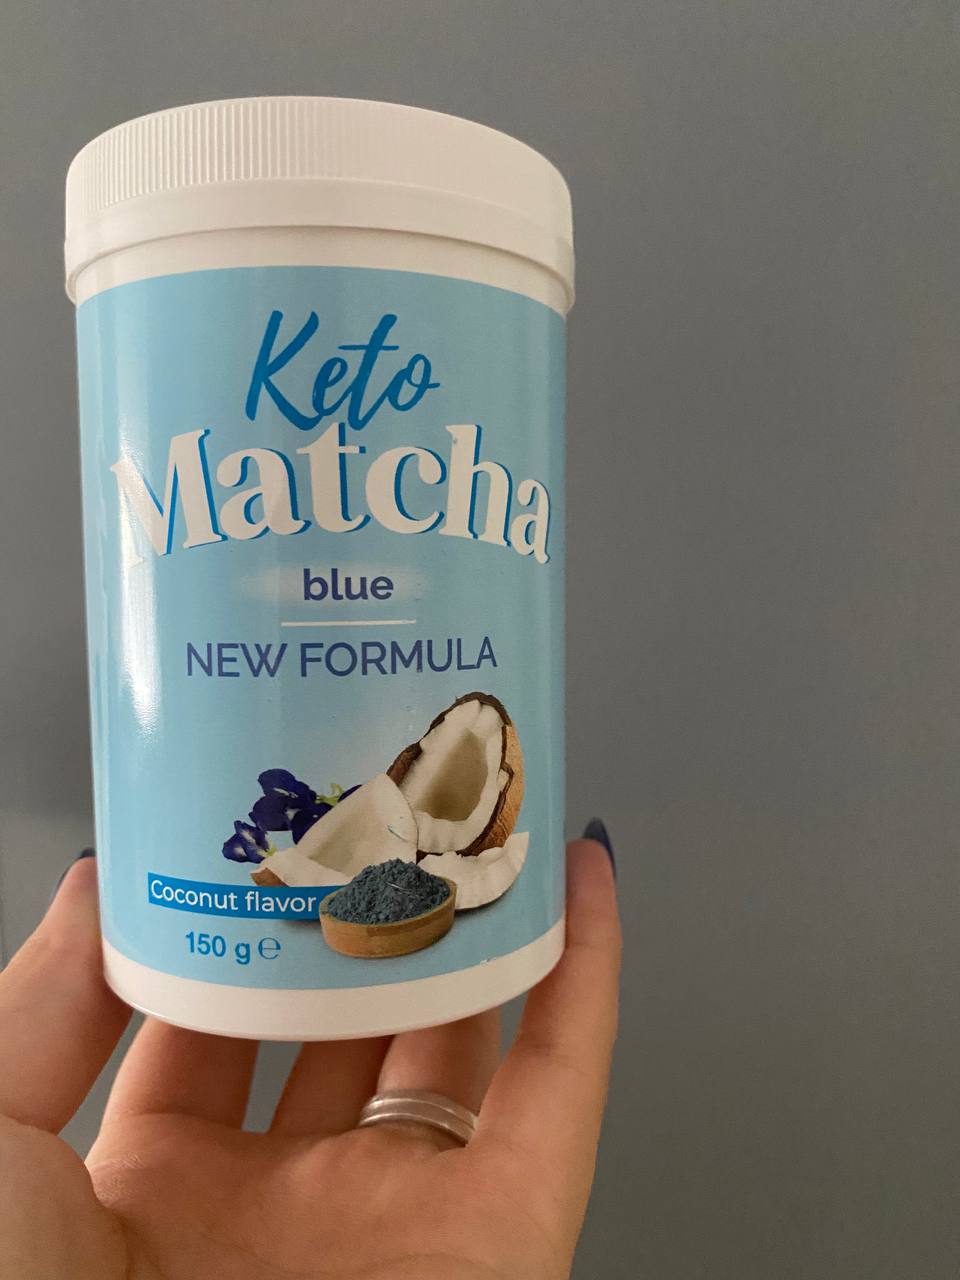 Keto
Matcha
blue
NEW FORMULA
Coconut flavor
150 g ℮